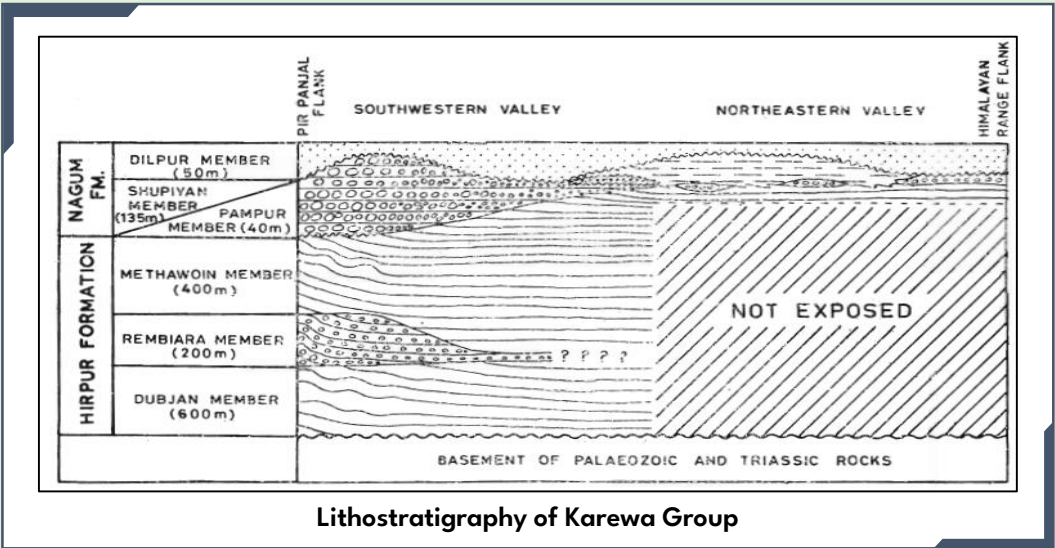 PIR PANJAL
FLANK
SOUTHWESTERN VALLEY
NORTHEASTERN VALLEY
HIMALAYAN
RANGE FLANK
NAGUM
FM.
DILPUR MEMBER
(50m)
SHUPIYAN
MEMBER
(135m)
PAMPUR
MEMBER (40m)
HIRPUR FORMATION
METHAWOIN MEMBER
(400m)
REMBIARA MEMBER
(200m)
DUBJAN MEMBER
(600m)
? ? ? ?
NOT EXPOSED
BASEMENT OF PALAEOZOIC AND TRIASSIC ROCKS
Lithostratigraphy of Karewa Group